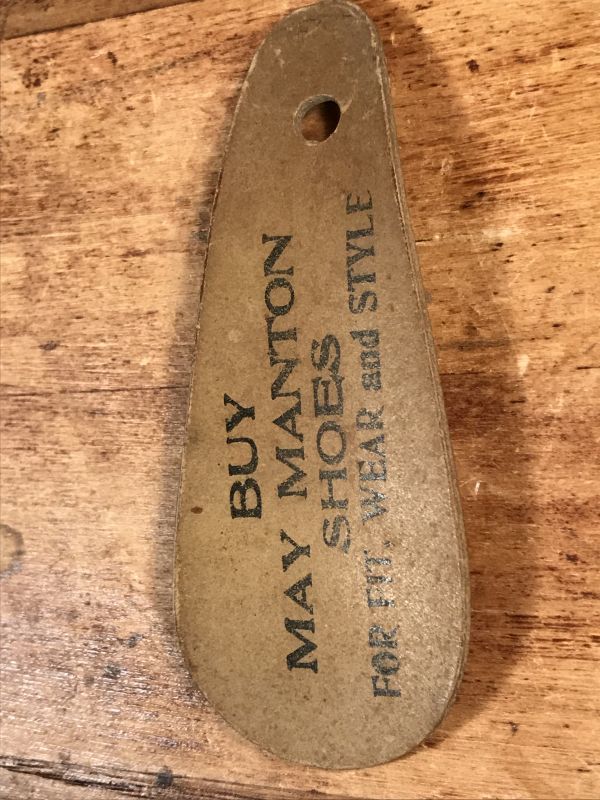 BUY
MAY MANTON
SHOES
FOR FIT, WEAR and STYLE